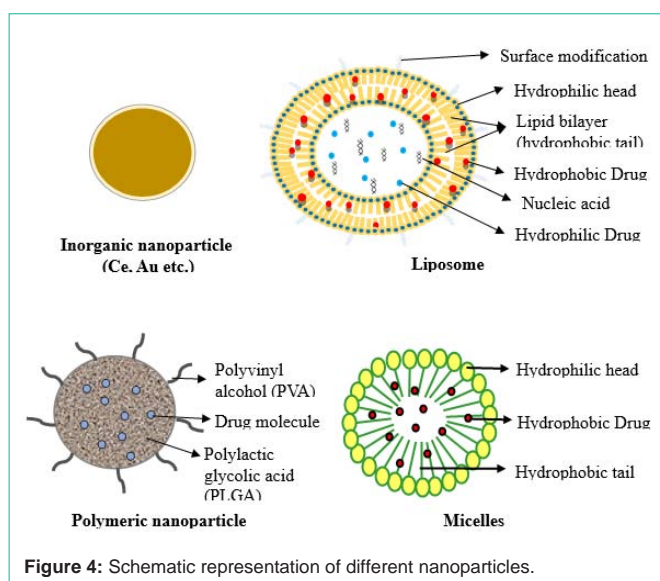 Surface modification
Hydrophilic head
Lipid bilayer
(hydrophobic tail)
Hydrophobic Drug
Nucleic acid
Hydrophilic Drug
Inorganic nanoparticle
(Ce, Au etc.)
Liposome
Polyvinyl
alcohol (PVA)
Drug molecule
Polylactic
glycolic acid
(PLGA)
Polymeric nanoparticle
Hydrophilic head
Hydrophobic Drug
Hydrophobic tail
Micelles
Figure 4: Schematic representation of different nanoparticles.